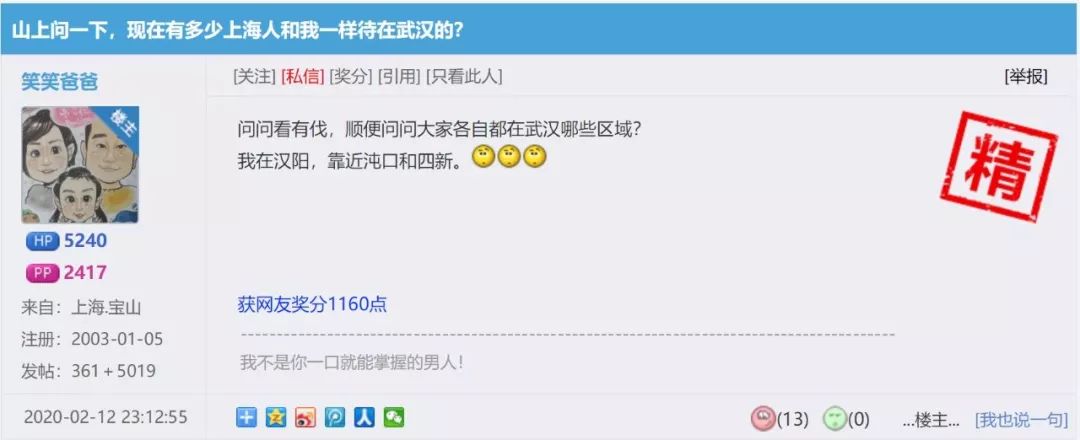 山上问一下，现在有多少上海人和我一样待在武汉的？
笑笑爸爸
[关注] [私信] [奖分] [引用] [只看此人]
[举报]
楼主
问问看有伐，顺便问问大家各自都在武汉哪些区域？
我在汉阳，靠近沌口和四新。
精
HP 5240
PP 2417
来自：上海.宝山
注册：2003-01-05
发帖：361＋5019
获网友奖分1160点
我不是你一口就能掌握的男人！
2020-02-12 23:12:55
(13) (0) ...楼主... [我也说一句]